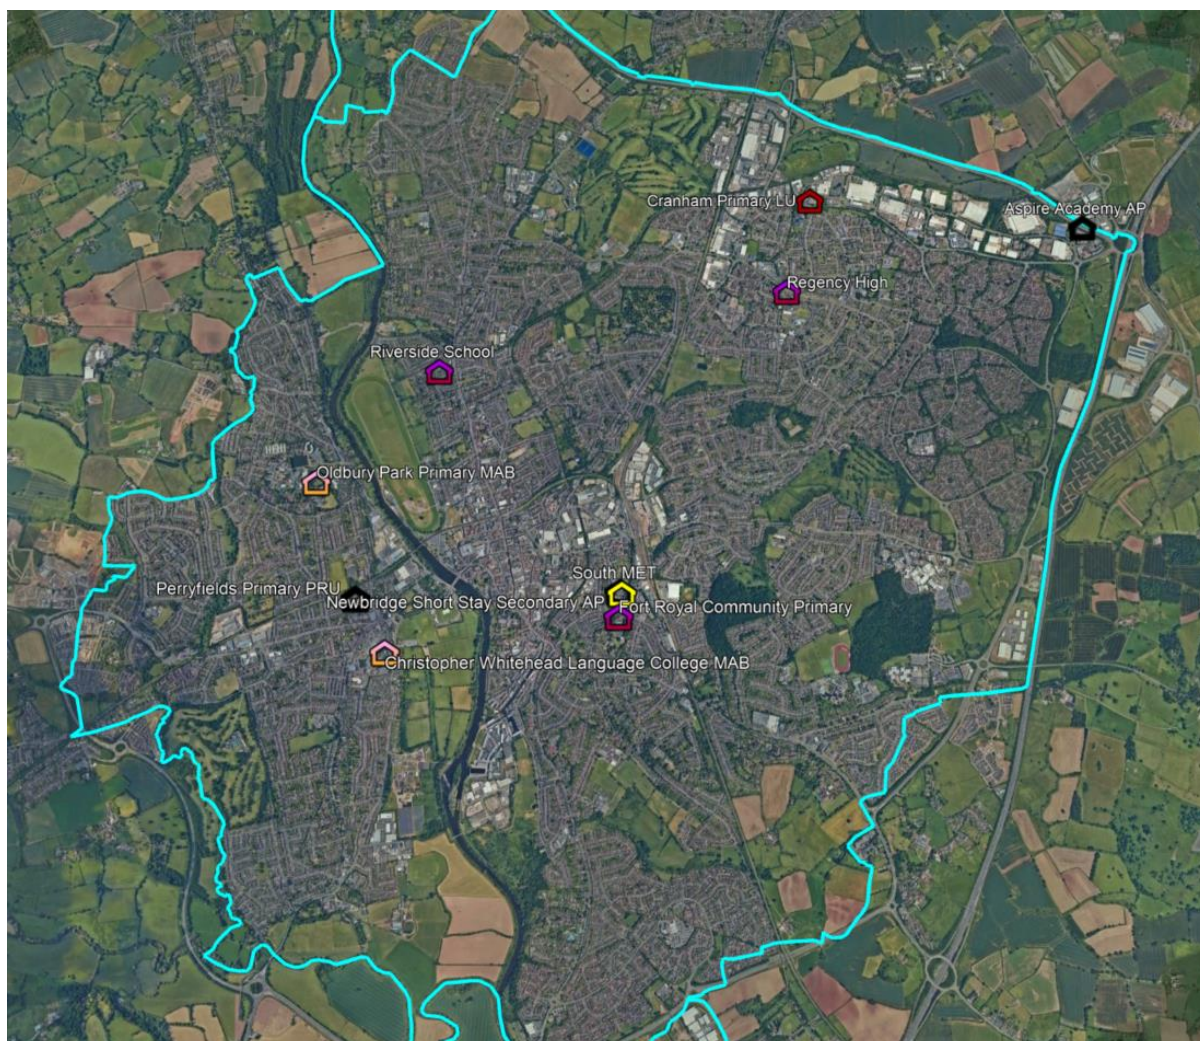 Cranham Primary LU
Aspire Academy AP
Regency High
Riverside School
Oldbury Park Primary MAB
South MET
Perryfields Primary PRU
Newbridge Short Stay Secondary AP
Fort Royal Community Primary
Christopher Whitehead Language College MAB